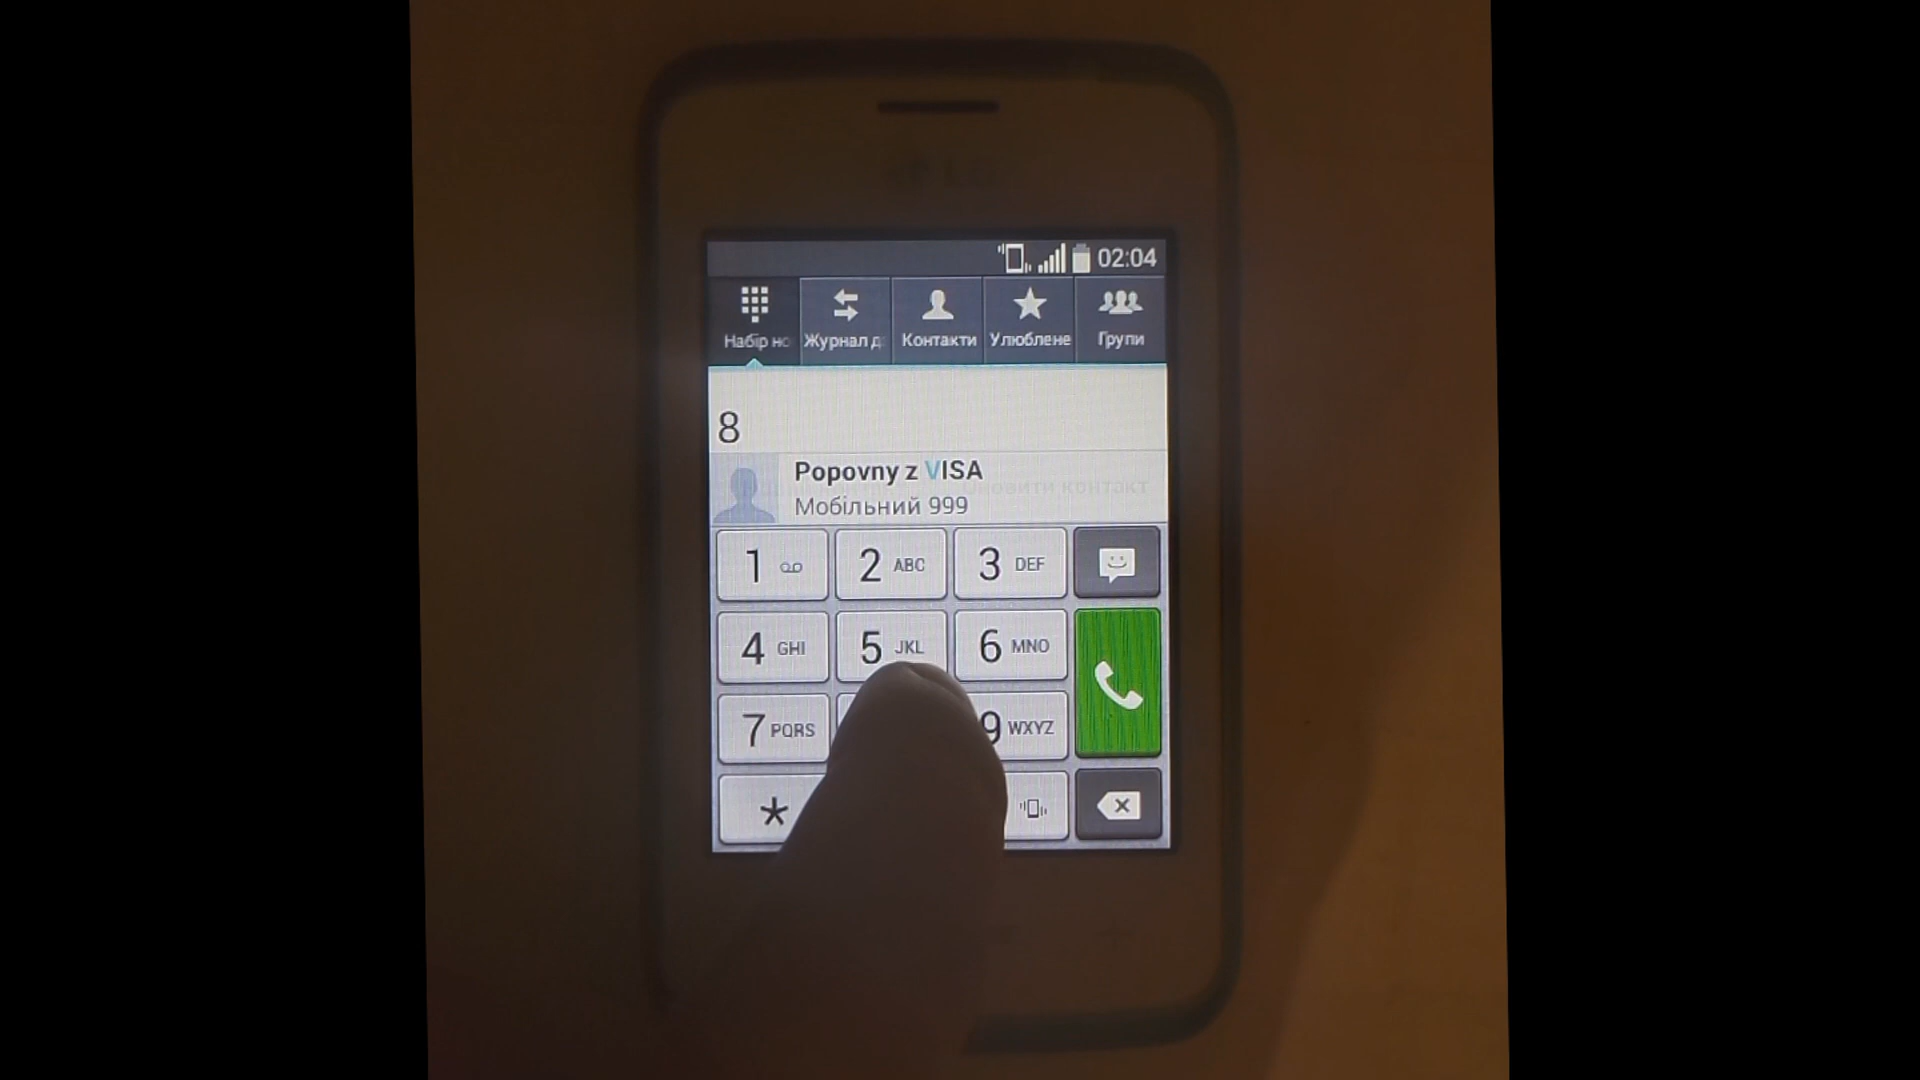 02:04
Набір но Журнал д Контакти Улюблене Групи
8
Popovny z VISA
Мобільний 999
1 2 ABC 3 DEF
4 GHI 5 JKL 6 MNO
7 PQRS 9 WXYZ
*